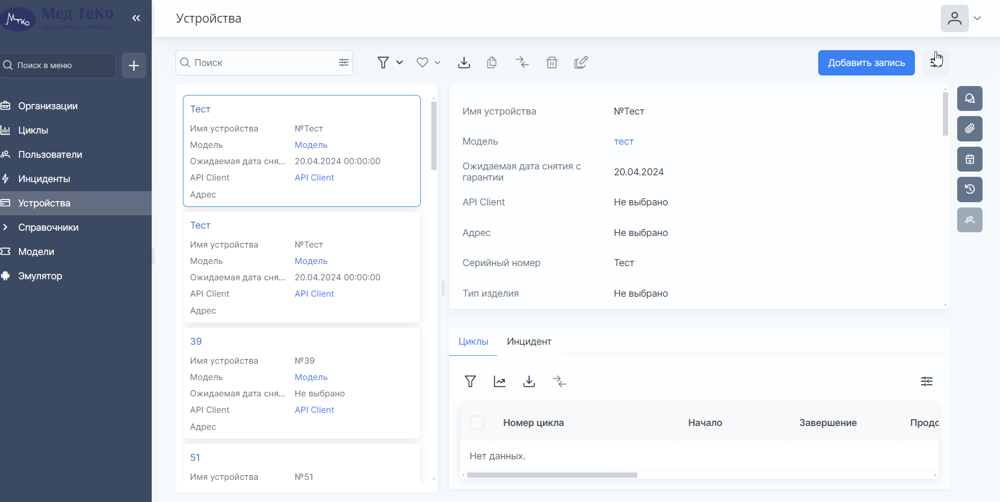 МТКо
Мед ТеКо
медицинская техника
Поиск в меню
Организации
Циклы
Пользователи
Инциденты
Устройства
Справочники
Модели
Эмулятор
Устройства
Поиск
Добавить запись
Тест
Имя устройства №Тест
Модель Модель
Ожидаемая дата сня... 20.04.2024 00:00:00
API Client API Client
Адрес
Тест
Имя устройства №Тест
Модель Модель
Ожидаемая дата сня... 20.04.2024 00:00:00
API Client API Client
Адрес
39
Имя устройства №39
Модель Модель
Ожидаемая дата сня... Не выбрано
API Client API Client
Адрес
51
Имя устройства №51
Имя устройства №Тест
Модель тест
Ожидаемая дата снятия с
гарантии 20.04.2024
API Client Не выбрано
Адрес Не выбрано
Серийный номер Тест
Тип изделия Не выбрано
Циклы Инцидент
Номер цикла Начало Завершение Продо
Нет данных.